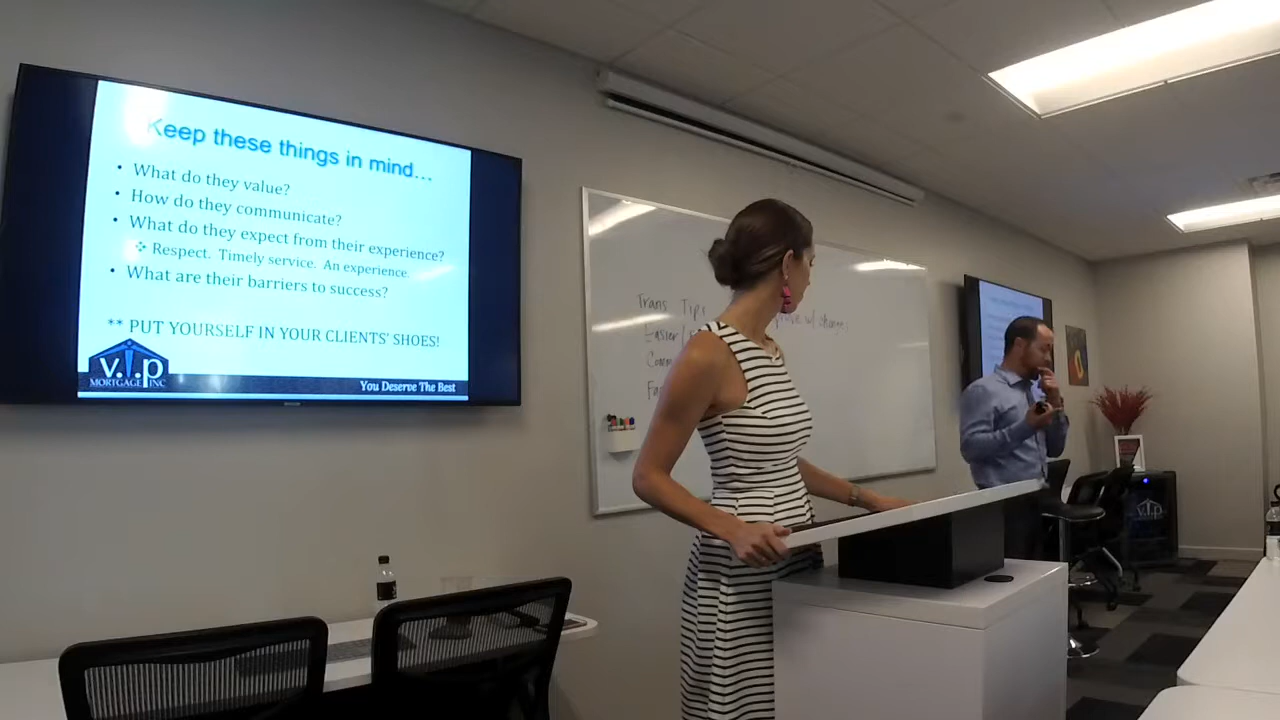 Keep these things in mind...
• What do they value?
• How do they communicate?
• What do they expect from their experience?
❖ Respect. Timely service. An experience.
• What are their barriers to success?
** PUT YOURSELF IN YOUR CLIENTS' SHOES!
v.i.p
MORTGAGE INC
You Deserve The Best
Trans Tips w/ change
Easier/
v.i.p